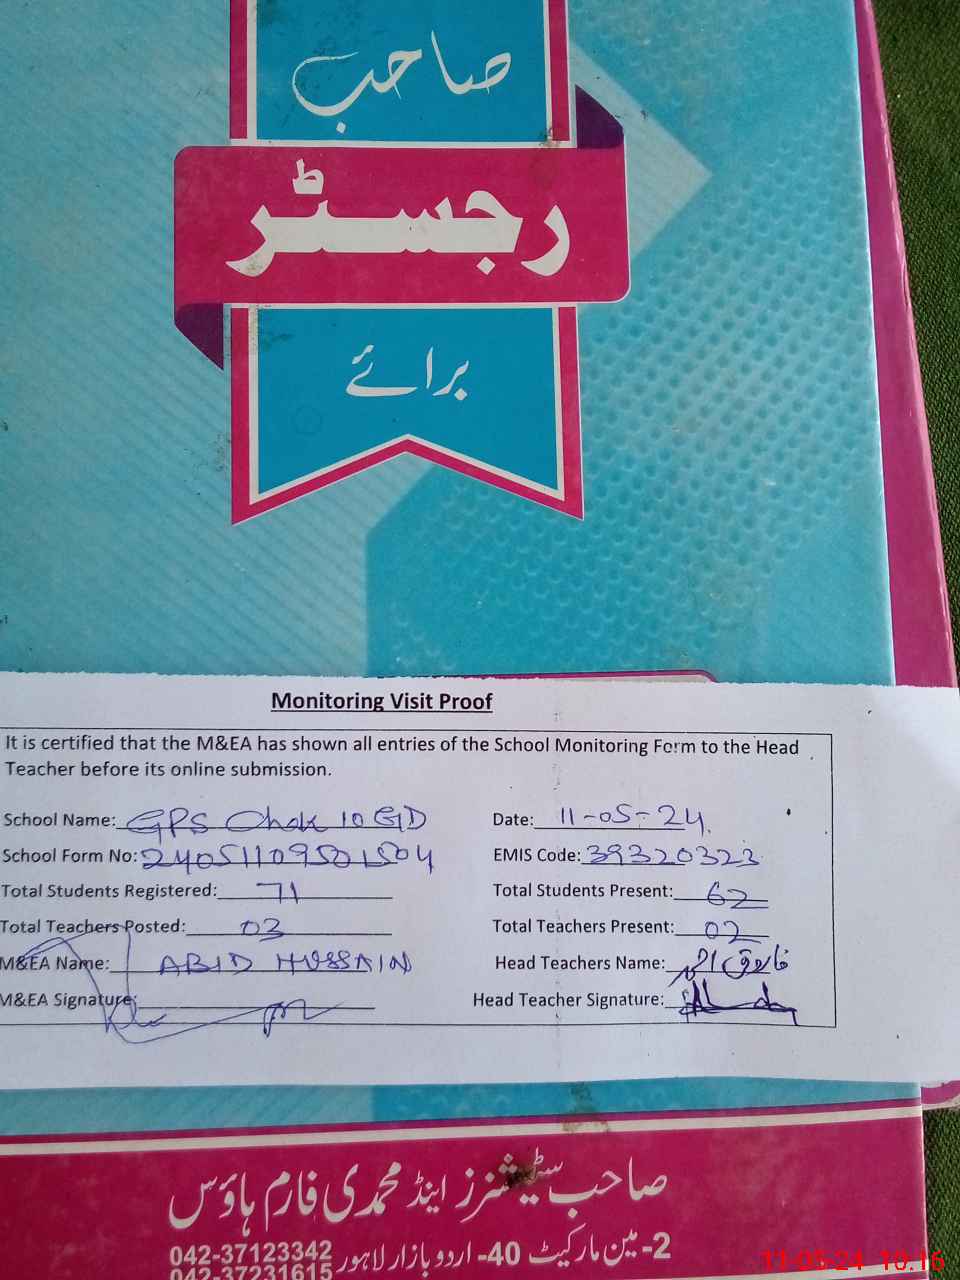 صاحب
رجسٹر
برائے
Monitoring Visit Proof
It is certified that the M&EA has shown all entries of the School Monitoring Form to the Head
Teacher before its online submission.
School Name: GPS Chak 10 GD Date: 11-05-24
School Form No: 24051109501504 EMIS Code: 39320323
Total Students Registered: 71 Total Students Present: 62
Total Teachers Posted: 03 Total Teachers Present: 02
M&EA Name: ABID HUSSAIN Head Teachers Name: فاروق احمد
M&EA Signature: Head Teacher Signature:
صاحب سٹیشنرز اینڈ محمدی فارم ہاؤس
2-مین مارکیٹ 40-اردو بازار لاہور 042-37123342
042-37231615
11-05-24 10:16